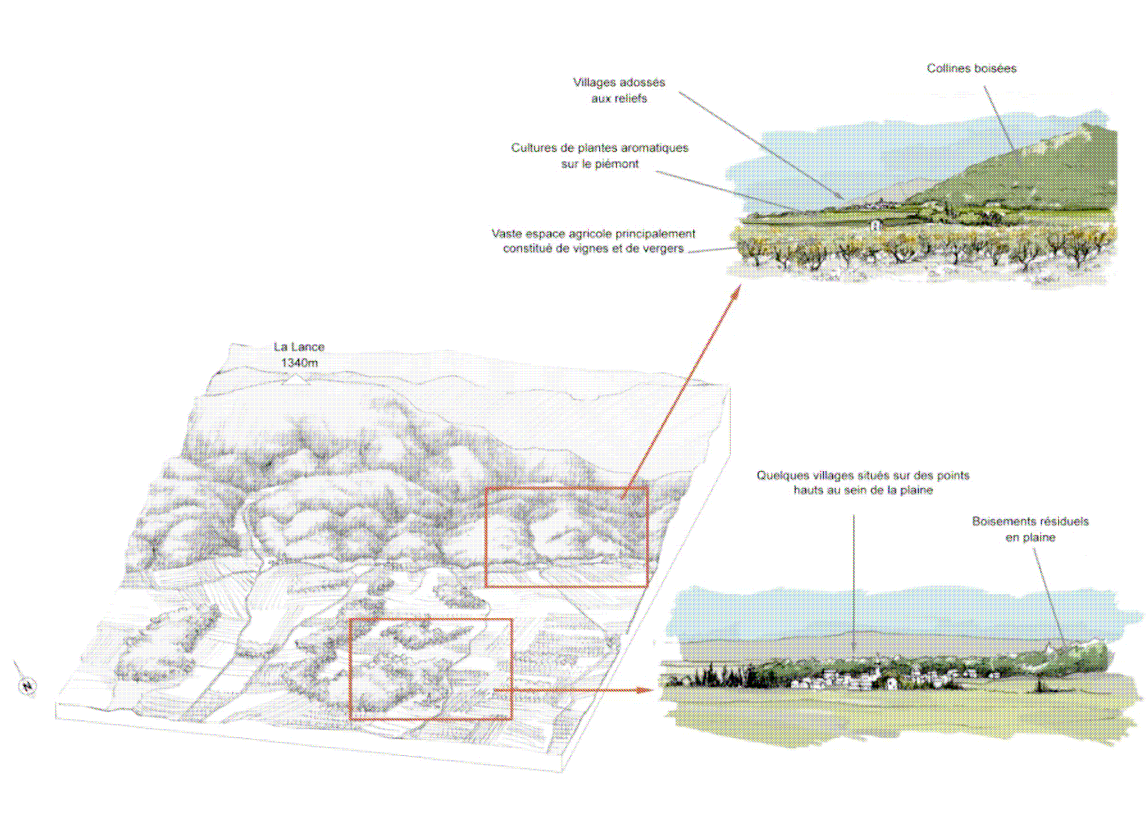 Collines boisées
Villages adossés
aux reliefs
Cultures de plantes aromatiques
sur le piémont
Vaste espace agricole principalement
constitué de vignes et de vergers
La Lance
1340m
Quelques villages situés sur des points
hauts au sein de la plaine
Boisements résiduels
en plaine
N